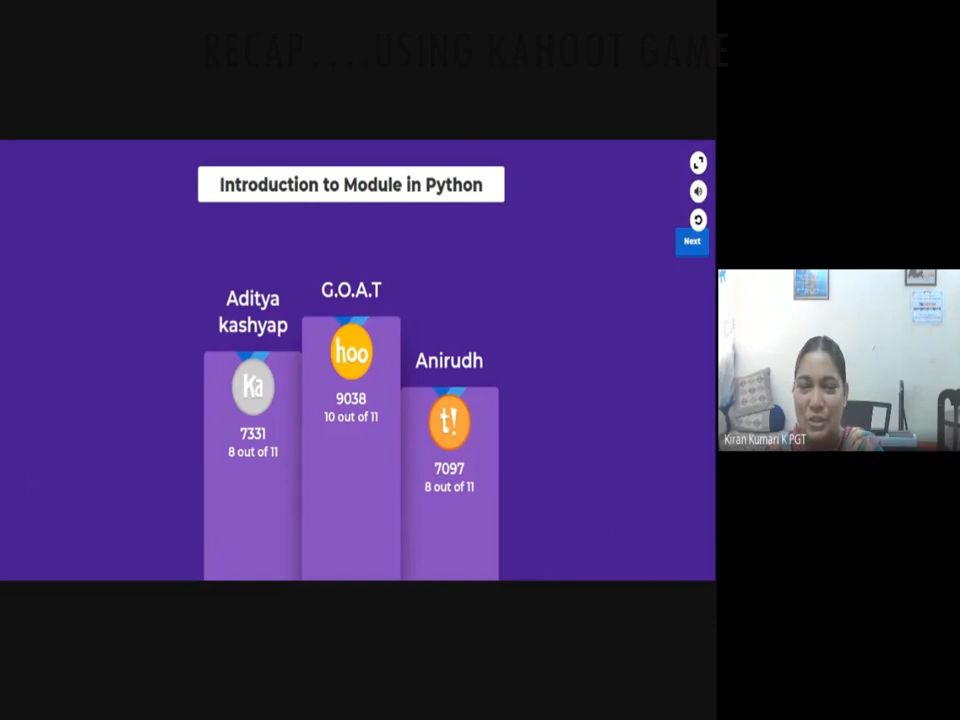 RECAP....USING KAHOOT GAME
Introduction to Module in Python
Next
G.O.A.T
Aditya
kashyap
Anirudh
hoo
Ka
t!
9038
10 out of 11
7331
8 out of 11
7097
8 out of 11
Kiran Kumari K PGT